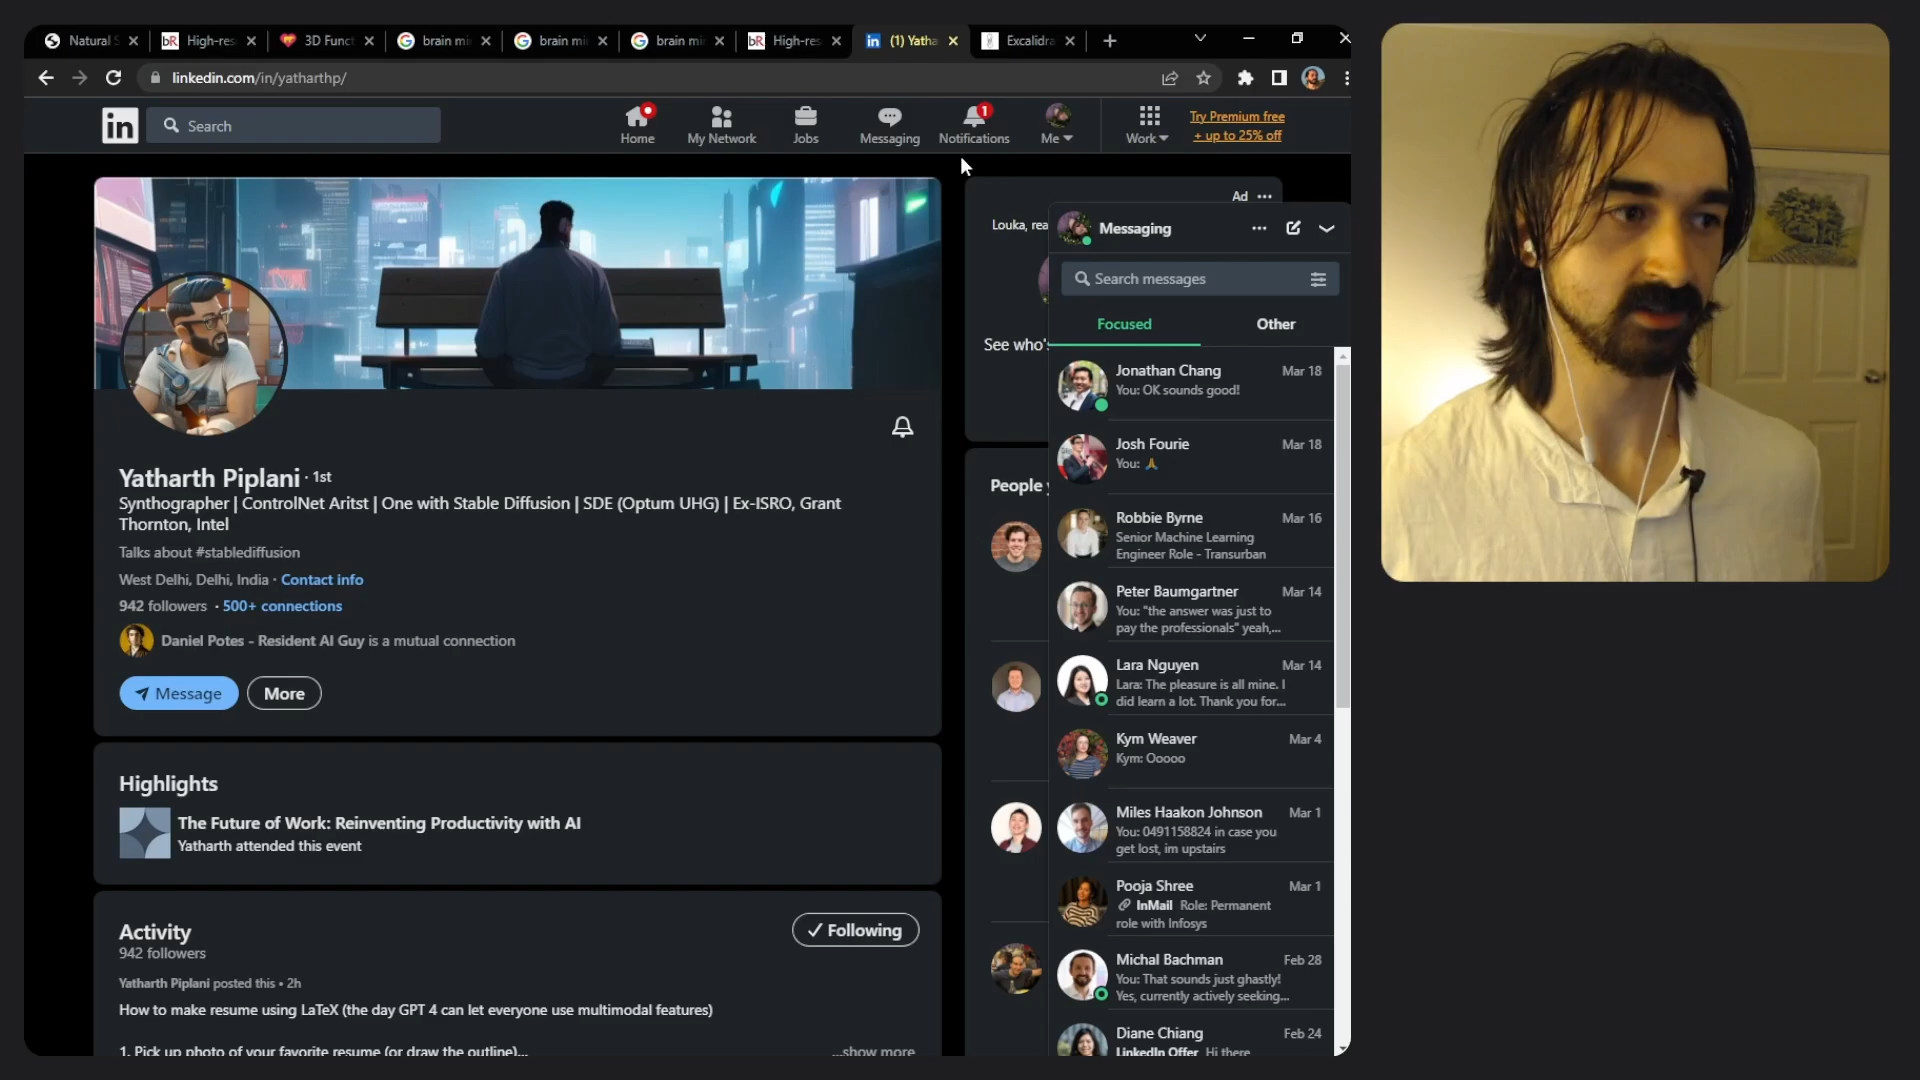 Natural S
High-res
3D Funct
brain mi
brain mi
brain mi
High-res
(1) Yatha
Excalidra
linkedin.com/in/yatharthp/
in
Search
Home
My Network
Jobs
Messaging
1
Notifications
Me
Work
Try Premium free
+ up to 25% off
Ad
Louka, rea
See who's
People y
Yatharth Piplani · 1st
Synthographer | ControlNet Aritst | One with Stable Diffusion | SDE (Optum UHG) | Ex-ISRO, Grant
Thornton, Intel
Talks about #stablediffusion
West Delhi, Delhi, India · Contact info
942 followers · 500+ connections
Daniel Potes - Resident AI Guy is a mutual connection
Message
More
Highlights
The Future of Work: Reinventing Productivity with AI
Yatharth attended this event
Activity
942 followers
Following
Yatharth Piplani posted this • 2h
How to make resume using LaTeX (the day GPT 4 can let everyone use multimodal features)
1. Pick up photo of your favorite resume (or draw the outline)...
...show more
Messaging
Search messages
Focused
Other
Jonathan Chang
Mar 18
You: OK sounds good!
Josh Fourie
Mar 18
You: 🙏
Robbie Byrne
Mar 16
Senior Machine Learning
Engineer Role - Transurban
Peter Baumgartner
Mar 14
You: "the answer was just to
pay the professionals" yeah,...
Lara Nguyen
Mar 14
Lara: The pleasure is all mine. I
did learn a lot. Thank you for...
Kym Weaver
Mar 4
Kym: Ooooo
Miles Haakon Johnson
Mar 1
You: 0491158824 in case you
get lost, im upstairs
Pooja Shree
Mar 1
InMail Role: Permanent
role with Infosys
Michal Bachman
Feb 28
You: That sounds just ghastly!
Yes, currently actively seeking...
Diane Chiang
Feb 24
LinkedIn Offer Hi there